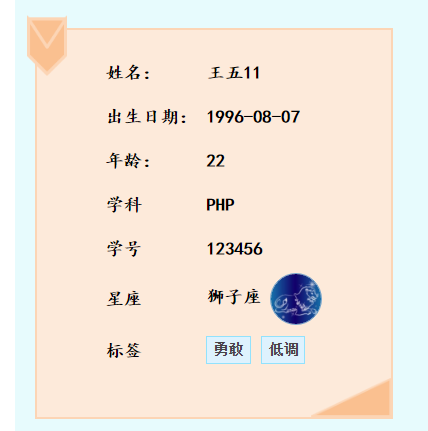 姓名： 王五11
出生日期： 1996-08-07
年龄： 22
学科 PHP
学号 123456
星座 狮子座
标签 勇敢 低调